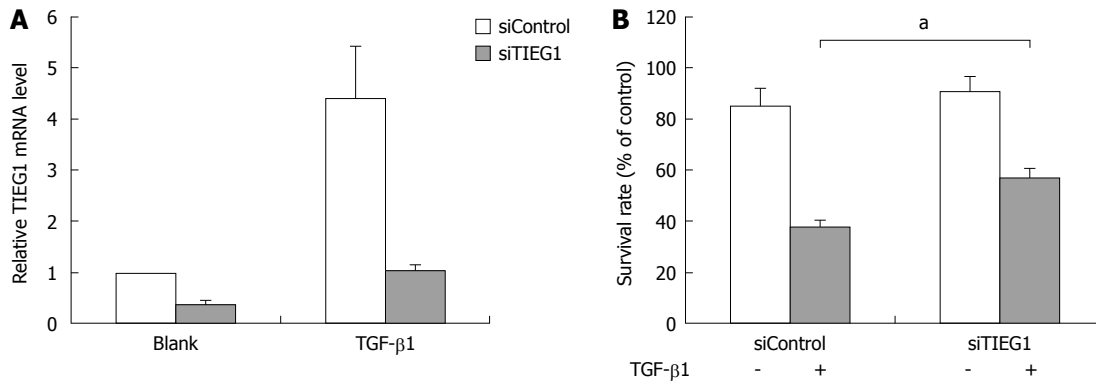 A
Relative TIEG1 mRNA level
6
5
4
3
2
1
0
siControl
siTIEG1
Blank
TGF-β1
B
Survival rate (% of control)
120
100
80
60
40
20
0
a
siControl
siTIEG1
TGF-β1 - + - +